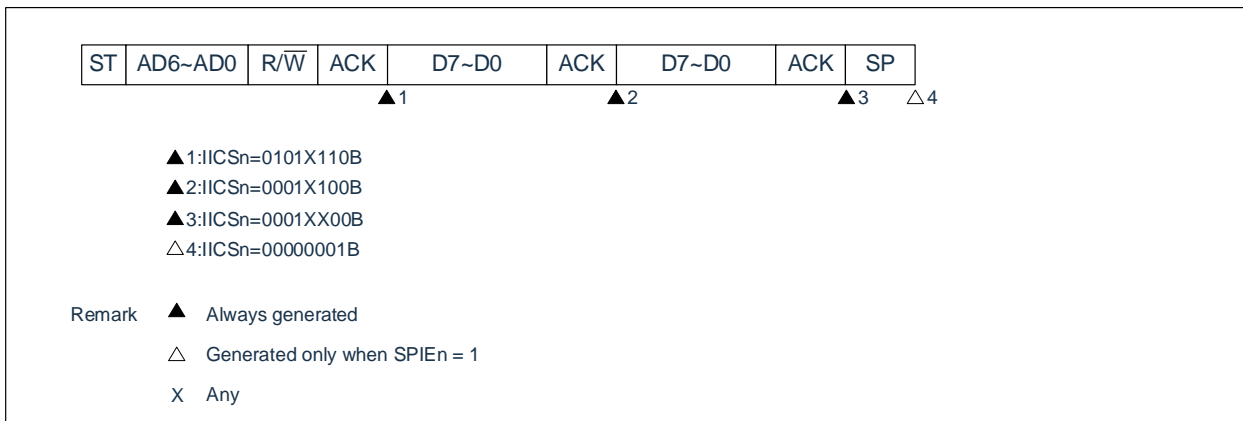 ST AD6~AD0 R/W̅ ACK D7~D0 ACK D7~D0 ACK SP
▲1 ▲2 ▲3 △4
▲1:IICSn=0101X110B
▲2:IICSn=0001X100B
▲3:IICSn=0001XX00B
△4:IICSn=00000001B
Remark ▲ Always generated
△ Generated only when SPIEn = 1
X Any